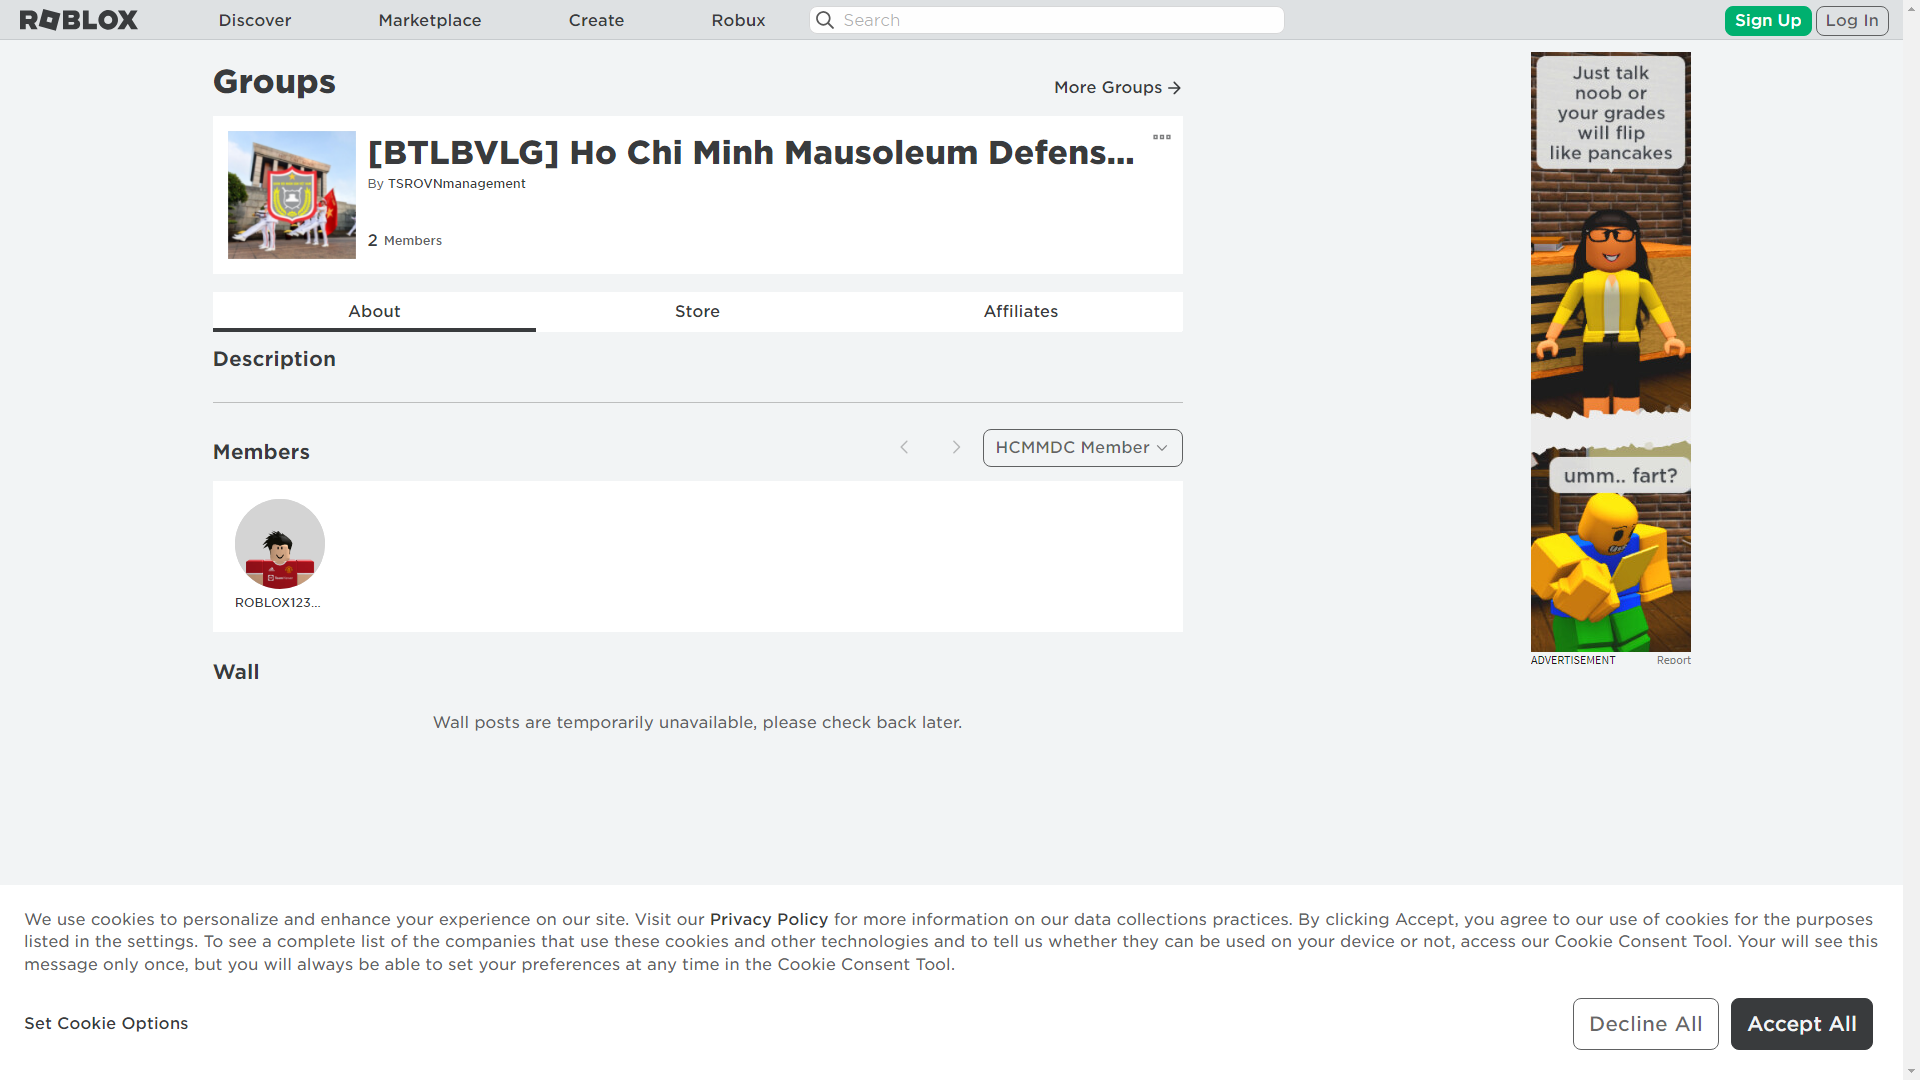 ROBLOX
Discover
Marketplace
Create
Robux
Search
Sign Up
Log In
Groups
More Groups
[BTLBVLG] Ho Chi Minh Mausoleum Defens...
By TSROVNmanagement
2 Members
About
Store
Affiliates
Description
Members
HCMMDC Member
ROBLOX123...
Wall
Wall posts are temporarily unavailable, please check back later.
Just talk
noob or
your grades
will flip
like pancakes
umm.. fart?
ADVERTISEMENT
Report
We use cookies to personalize and enhance your experience on our site. Visit our Privacy Policy for more information on our data collections practices. By clicking Accept, you agree to our use of cookies for the purposes
listed in the settings. To see a complete list of the companies that use these cookies and other technologies and to tell us whether they can be used on your device or not, access our Cookie Consent Tool. Your will see this
message only once, but you will always be able to set your preferences at any time in the Cookie Consent Tool.
Set Cookie Options
Decline All
Accept All